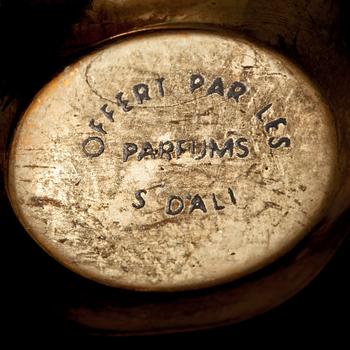 OFFERT PAR LES
PARFUMS
S DALI